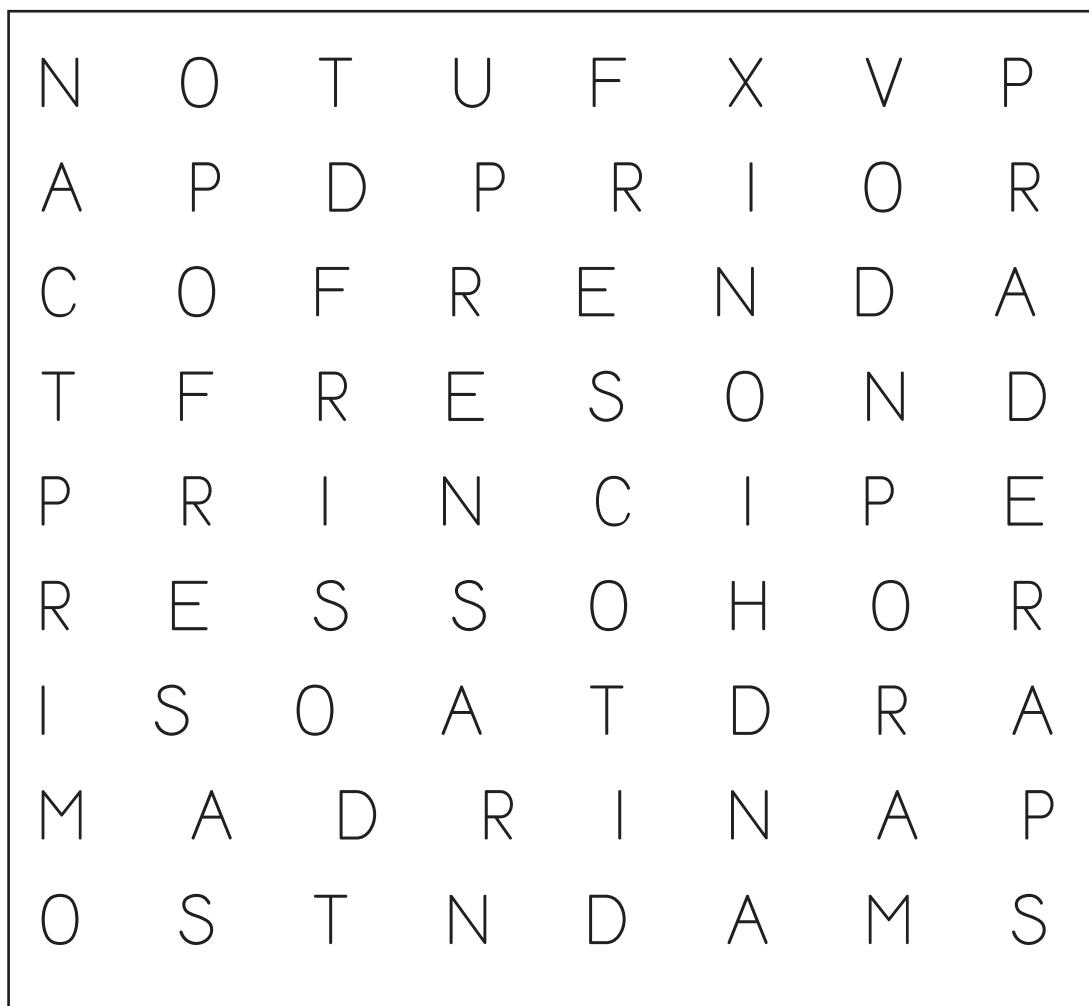 N O T U F X V P
A P D P R I O R
C O F R E N D A
T F R E S O N D
P R I N C I P E
R E S S O H O R
I S O A T D R A
M A D R I N A P
O S T N D A M S